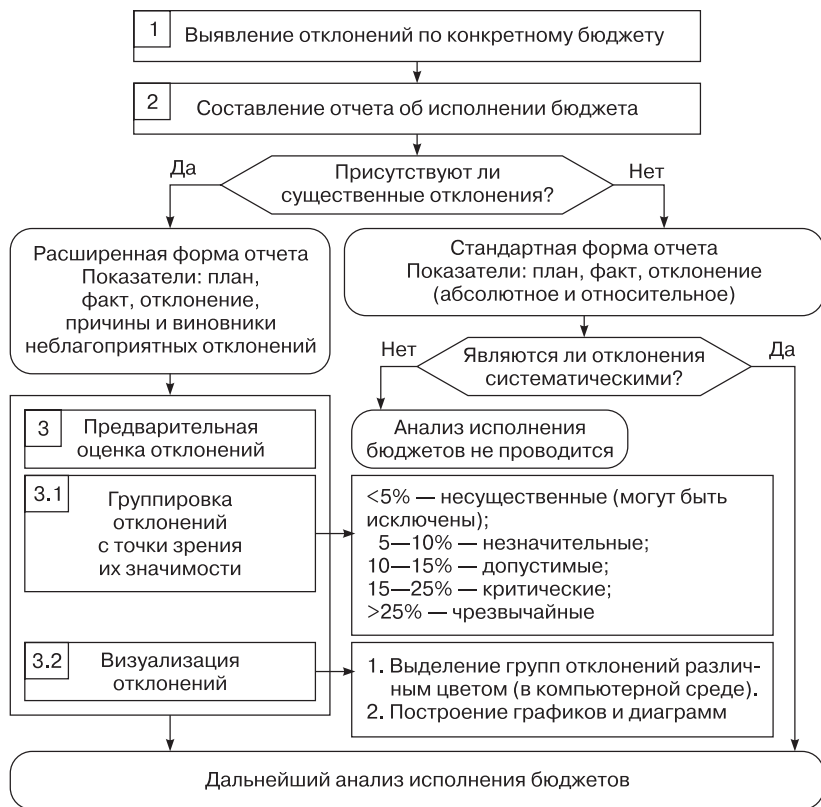 1
Выявление отклонений по конкретному бюджету
2
Составление отчета об исполнении бюджета
Да
Присутствуют ли
существенные отклонения?
Нет
Расширенная форма отчета
Показатели: план,
факт, отклонение,
причины и виновники
неблагоприятных отклонений
Стандартная форма отчета
Показатели: план, факт, отклонение
(абсолютное и относительное)
Нет
Являются ли отклонения
систематическими?
Да
Анализ исполнения
бюджетов не проводится
3
Предварительная
оценка отклонений
3.1
Группировка
отклонений
с точки зрения
их значимости
<5% — несущественные (могут быть
исключены);
5—10% — незначительные;
10—15% — допустимые;
15—25% — критические;
>25% — чрезвычайные
3.2
Визуализация
отклонений
1. Выделение групп отклонений различ-
ным цветом (в компьютерной среде).
2. Построение графиков и диаграмм
Дальнейший анализ исполнения бюджетов